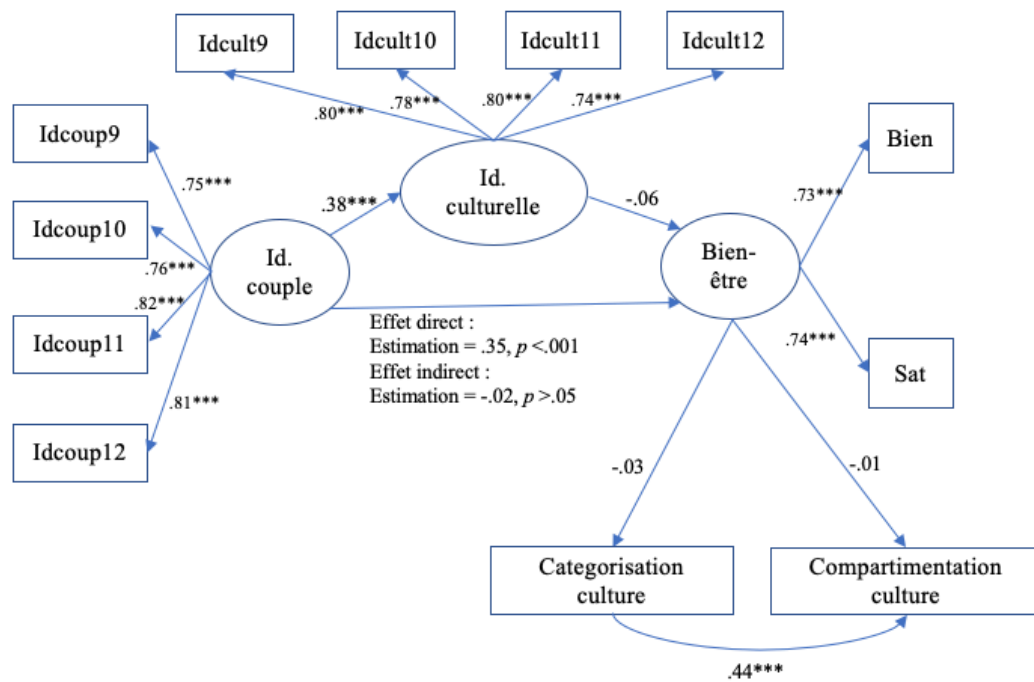 Idcult9
Idcult10
Idcult11
Idcult12
.80***
.78***
.80***
.74***
Idcoup9
Idcoup10
Idcoup11
Idcoup12
.75***
.76***
.82***
.81***
Id.
couple
.38***
Id.
culturelle
-.06
Bien-
être
Effet direct :
Estimation = .35, p <.001
Effet indirect :
Estimation = -.02, p >.05
.73***
Bien
.74***
Sat
-.03
-.01
Categorisation
culture
Compartimentation
culture
.44***